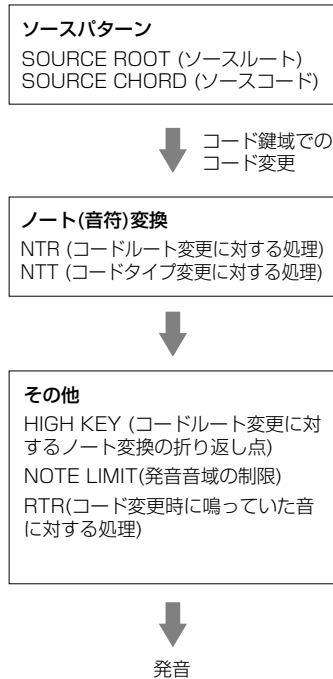 ソースパターン
SOURCE ROOT (ソースルート)
SOURCE CHORD (ソースコード)
コード鍵域での
コード変更
ノート(音符)変換
NTR (コードルート変更に対する処理)
NTT (コードタイプ変更に対する処理)
その他
HIGH KEY (コードルート変更に対
するノート変換の折り返し点)
NOTE LIMIT(発音音域の制限)
RTR(コード変更時に鳴っていた音
に対する処理)
発音